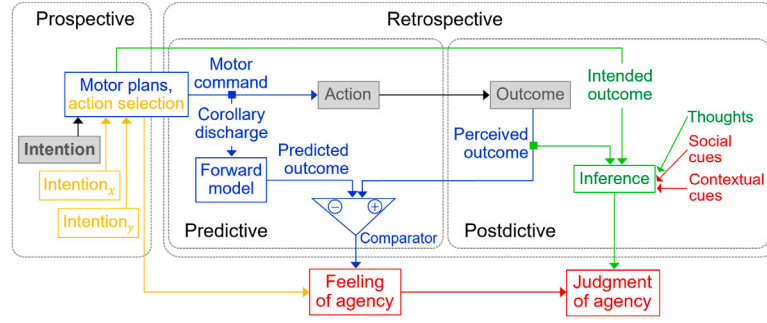 Prospective
Retrospective
Motor plans,
action selection
Motor
command
Action
Outcome
Intended
outcome
Corollary
discharge
Perceived
outcome
Thoughts
Social
cues
Contextual
cues
Intention
Intentionₓ
Intentionᵧ
Forward
model
Predicted
outcome
Inference
− +
Comparator
Predictive
Postdictive
Feeling
of agency
Judgment
of agency